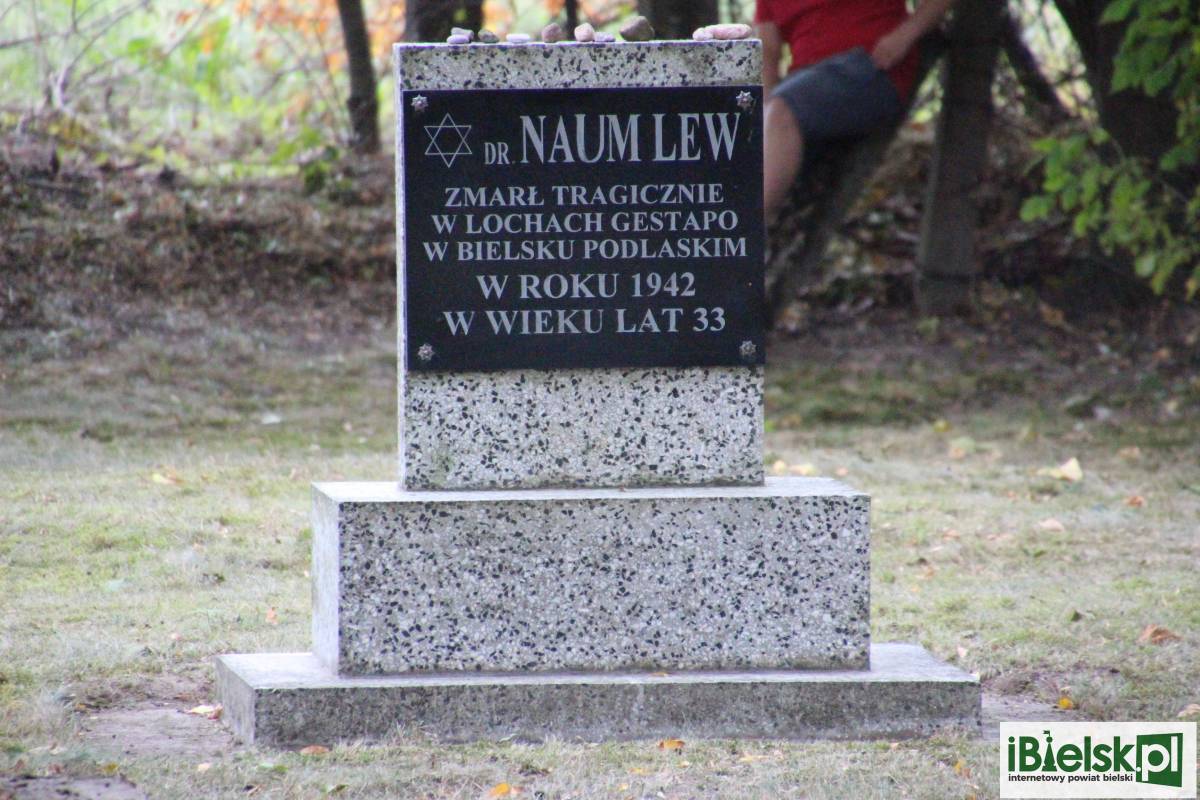 DR. NAUM LEW
ZMARŁ TRAGICZNIE
W LOCHACH GESTAPO
W BIELSKU PODLASKIM
W ROKU 1942
W WIEKU LAT 33
iBielsk.pl
internetowy powiat bielski